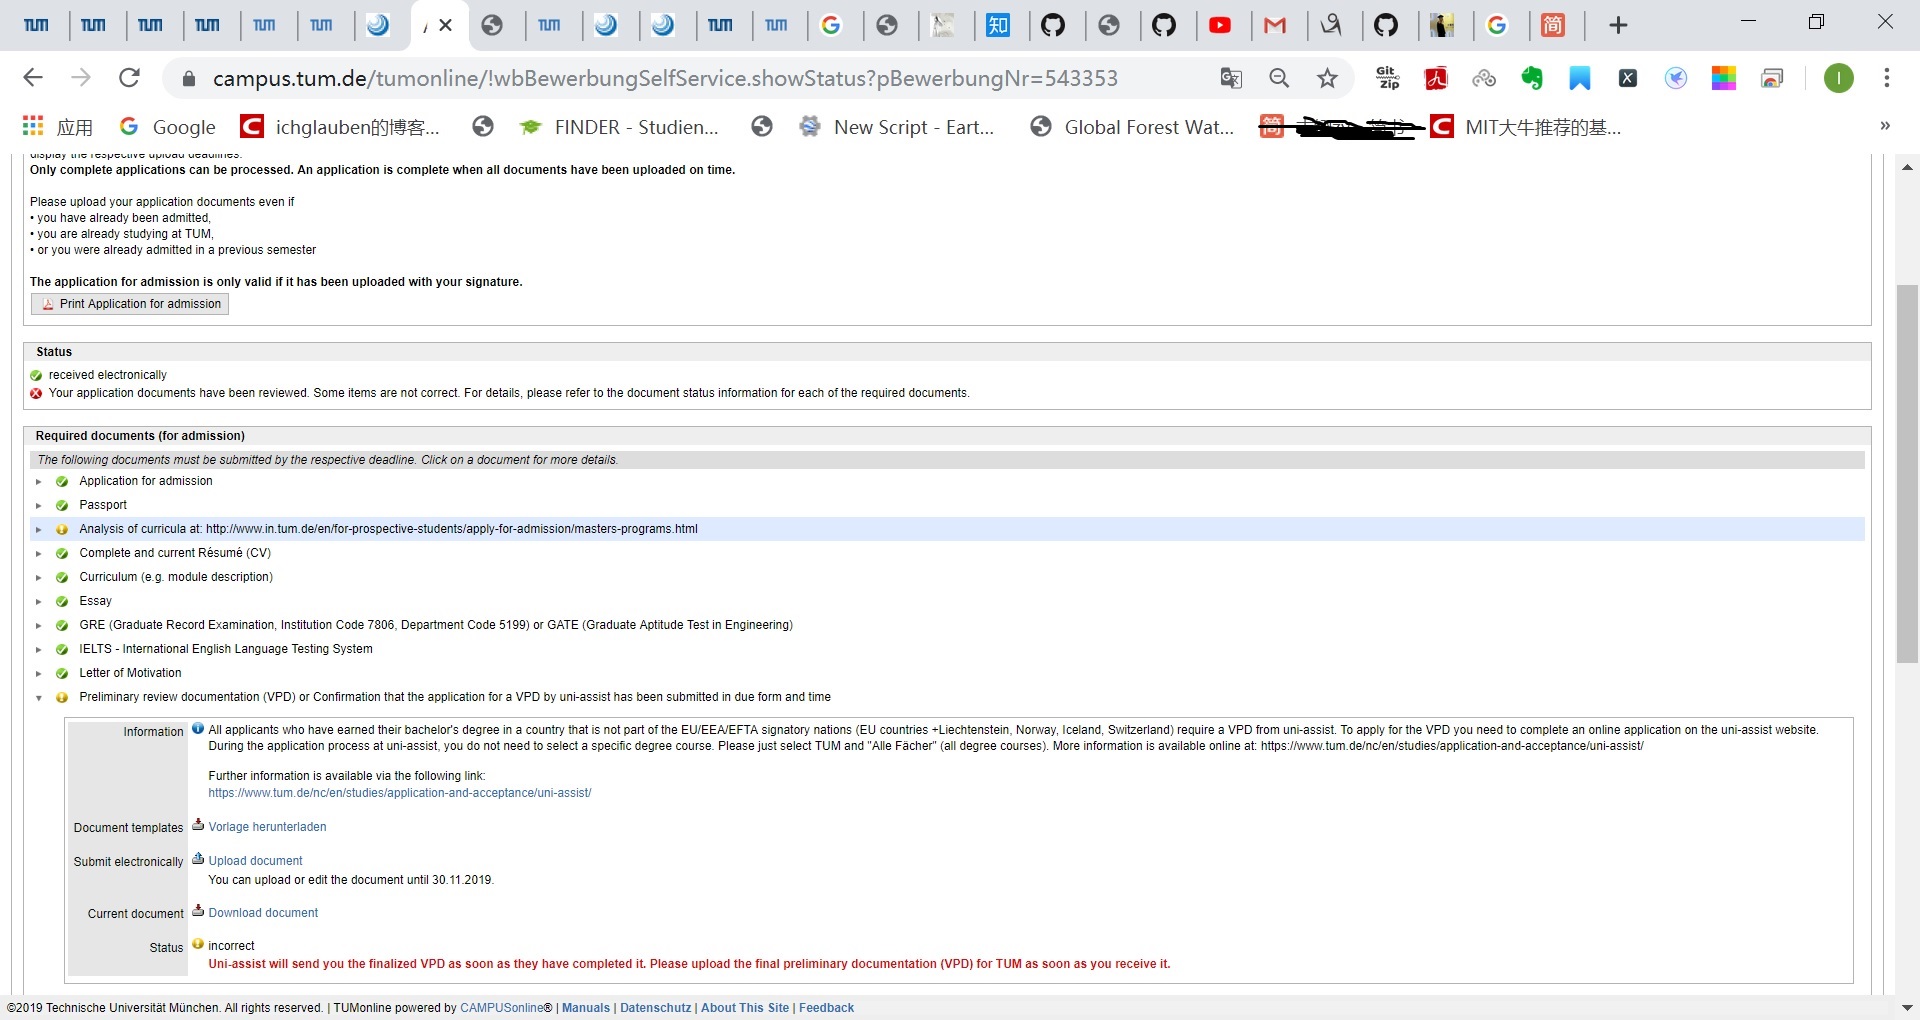 TUM TUM TUM TUM TUM TUM TUM TUM TUM 知 简
campus.tum.de/tumonline/!wbBewerbungSelfService.showStatus?pBewerbungNr=543353
Git Zip
I
应用 Google ichglauben的博客... FINDER - Studien... New Script - Eart... Global Forest Wat... 简 MIT大牛推荐的基... »
display the respective upload deadlines.
Only complete applications can be processed. An application is complete when all documents have been uploaded on time.
Please upload your application documents even if
• you have already been admitted,
• you are already studying at TUM,
• or you were already admitted in a previous semester
The application for admission is only valid if it has been uploaded with your signature.
Print Application for admission
Status
received electronically
Your application documents have been reviewed. Some items are not correct. For details, please refer to the document status information for each of the required documents.
Required documents (for admission)
The following documents must be submitted by the respective deadline. Click on a document for more details.
Application for admission
Passport
Analysis of curricula at: http://www.in.tum.de/en/for-prospective-students/apply-for-admission/masters-programs.html
Complete and current Résumé (CV)
Curriculum (e.g. module description)
Essay
GRE (Graduate Record Examination, Institution Code 7806, Department Code 5199) or GATE (Graduate Aptitude Test in Engineering)
IELTS - International English Language Testing System
Letter of Motivation
Preliminary review documentation (VPD) or Confirmation that the application for a VPD by uni-assist has been submitted in due form and time
Information All applicants who have earned their bachelor's degree in a country that is not part of the EU/EEA/EFTA signatory nations (EU countries +Liechtenstein, Norway, Iceland, Switzerland) require a VPD from uni-assist. To apply for the VPD you need to complete an online application on the uni-assist website.
During the application process at uni-assist, you do not need to select a specific degree course. Please just select TUM and "Alle Fächer" (all degree courses). More information is available online at: https://www.tum.de/nc/en/studies/application-and-acceptance/uni-assist/
Further information is available via the following link:
https://www.tum.de/nc/en/studies/application-and-acceptance/uni-assist/
Document templates Vorlage herunterladen
Submit electronically Upload document
You can upload or edit the document until 30.11.2019.
Current document Download document
Status incorrect
Uni-assist will send you the finalized VPD as soon as they have completed it. Please upload the final preliminary documentation (VPD) for TUM as soon as you receive it.
©2019 Technische Universität München. All rights reserved. | TUMonline powered by CAMPUSonline® | Manuals | Datenschutz | About This Site | Feedback